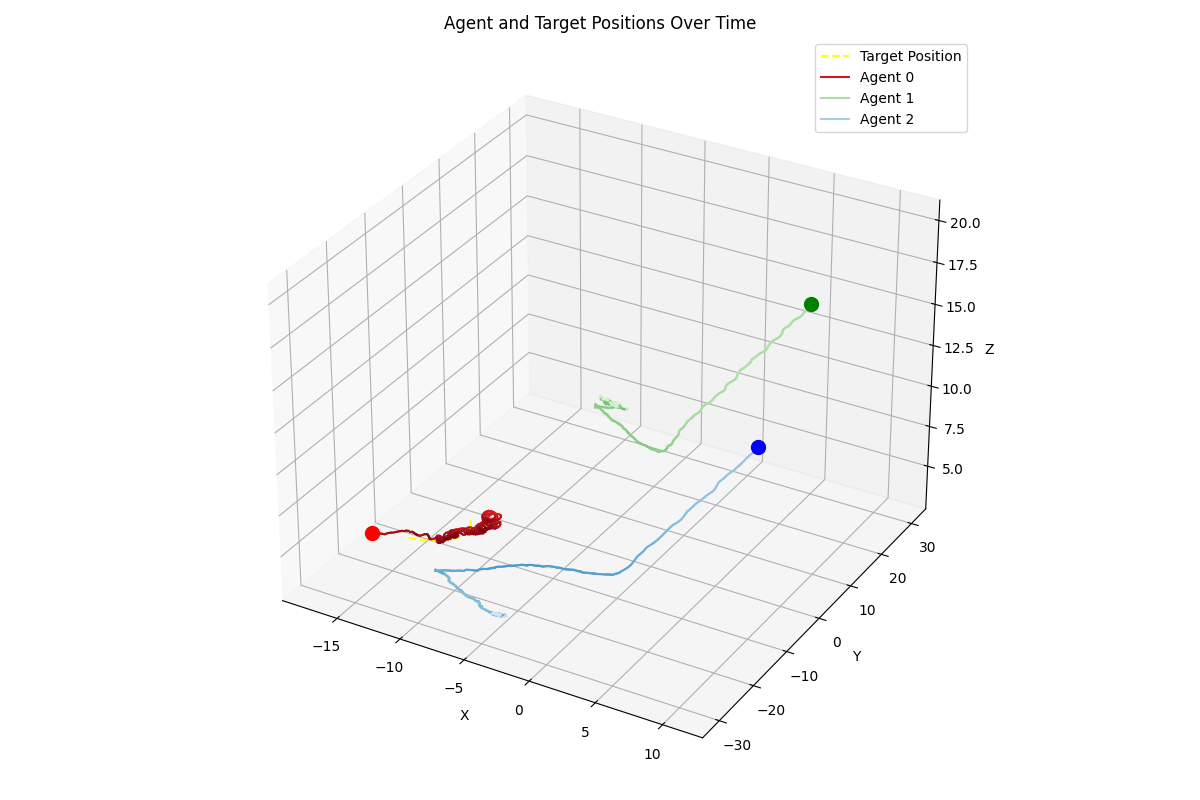 Agent and Target Positions Over Time
Target Position
Agent 0
Agent 1
Agent 2
20.0
17.5
15.0
12.5
10.0
7.5
5.0
Z
30
20
10
0
−10
−20
−30
Y
−15
−10
−5
0
5
10
X